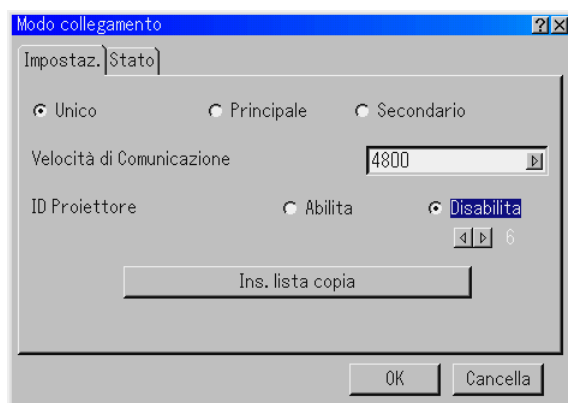 Modo collegamento
Impostaz. Stato
Unico Principale Secondario
Velocità di Comunicazione 4800
ID Proiettore Abilita Disabilita
6
Ins. lista copia
OK Cancella